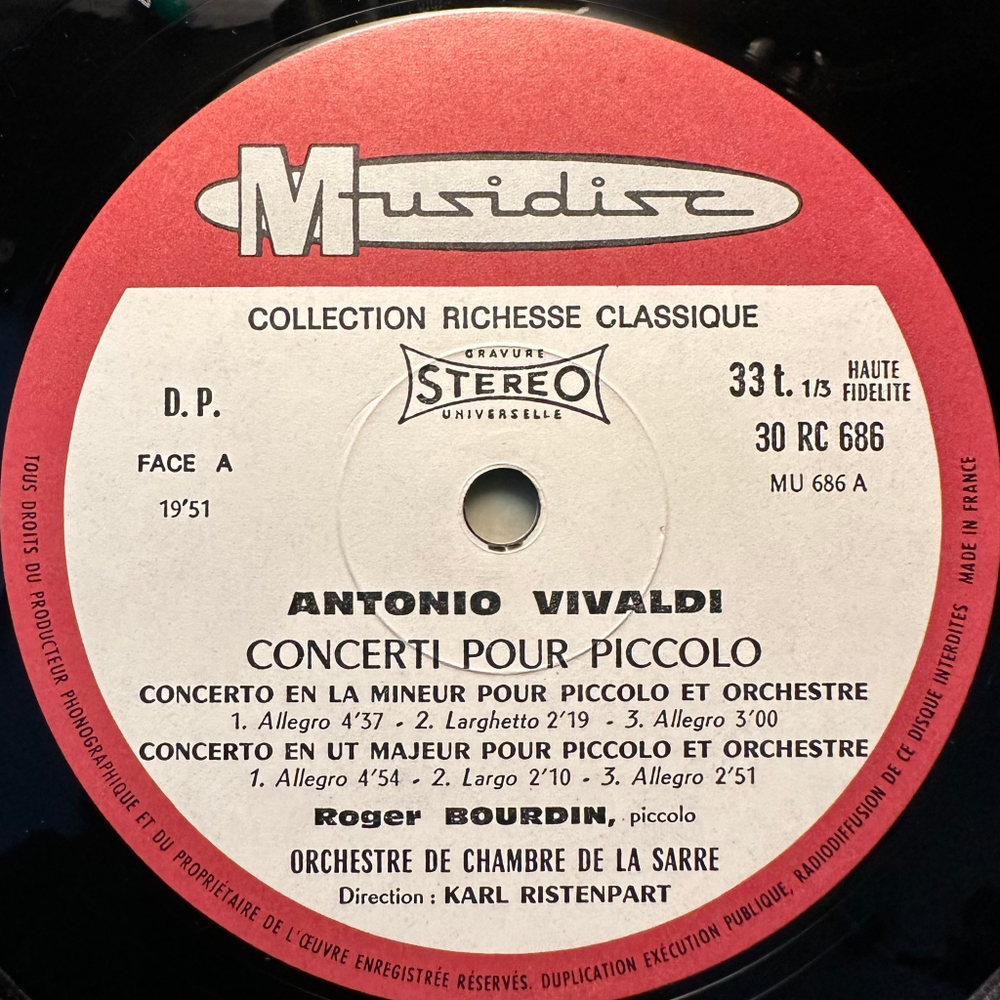 Musidisc
COLLECTION RICHESSE CLASSIQUE
GRAVURE
STEREO
UNIVERSELLE
D. P.
FACE A
19'51
33 t. 1/3 HAUTE FIDELITE
30 RC 686
MU 686 A
ANTONIO VIVALDI
CONCERTI POUR PICCOLO
CONCERTO EN LA MINEUR POUR PICCOLO ET ORCHESTRE
1. Allegro 4'37 - 2. Larghetto 2'19 - 3. Allegro 3'00
CONCERTO EN UT MAJEUR POUR PICCOLO ET ORCHESTRE
1. Allegro 4'54 - 2. Largo 2'10 - 3. Allegro 2'51
Roger BOURDIN, piccolo
ORCHESTRE DE CHAMBRE DE LA SARRE
Direction : KARL RISTENPART
TOUS DROITS DU PRODUCTEUR PHONOGRAPHIQUE ET DU PROPRIÉTAIRE DE L'ŒUVRE ENREGISTRÉE RÉSERVÉS. DUPLICATION EXÉCUTION PUBLIQUE, RADIODIFFUSION DE CE DISQUE INTERDITES MADE IN FRANCE